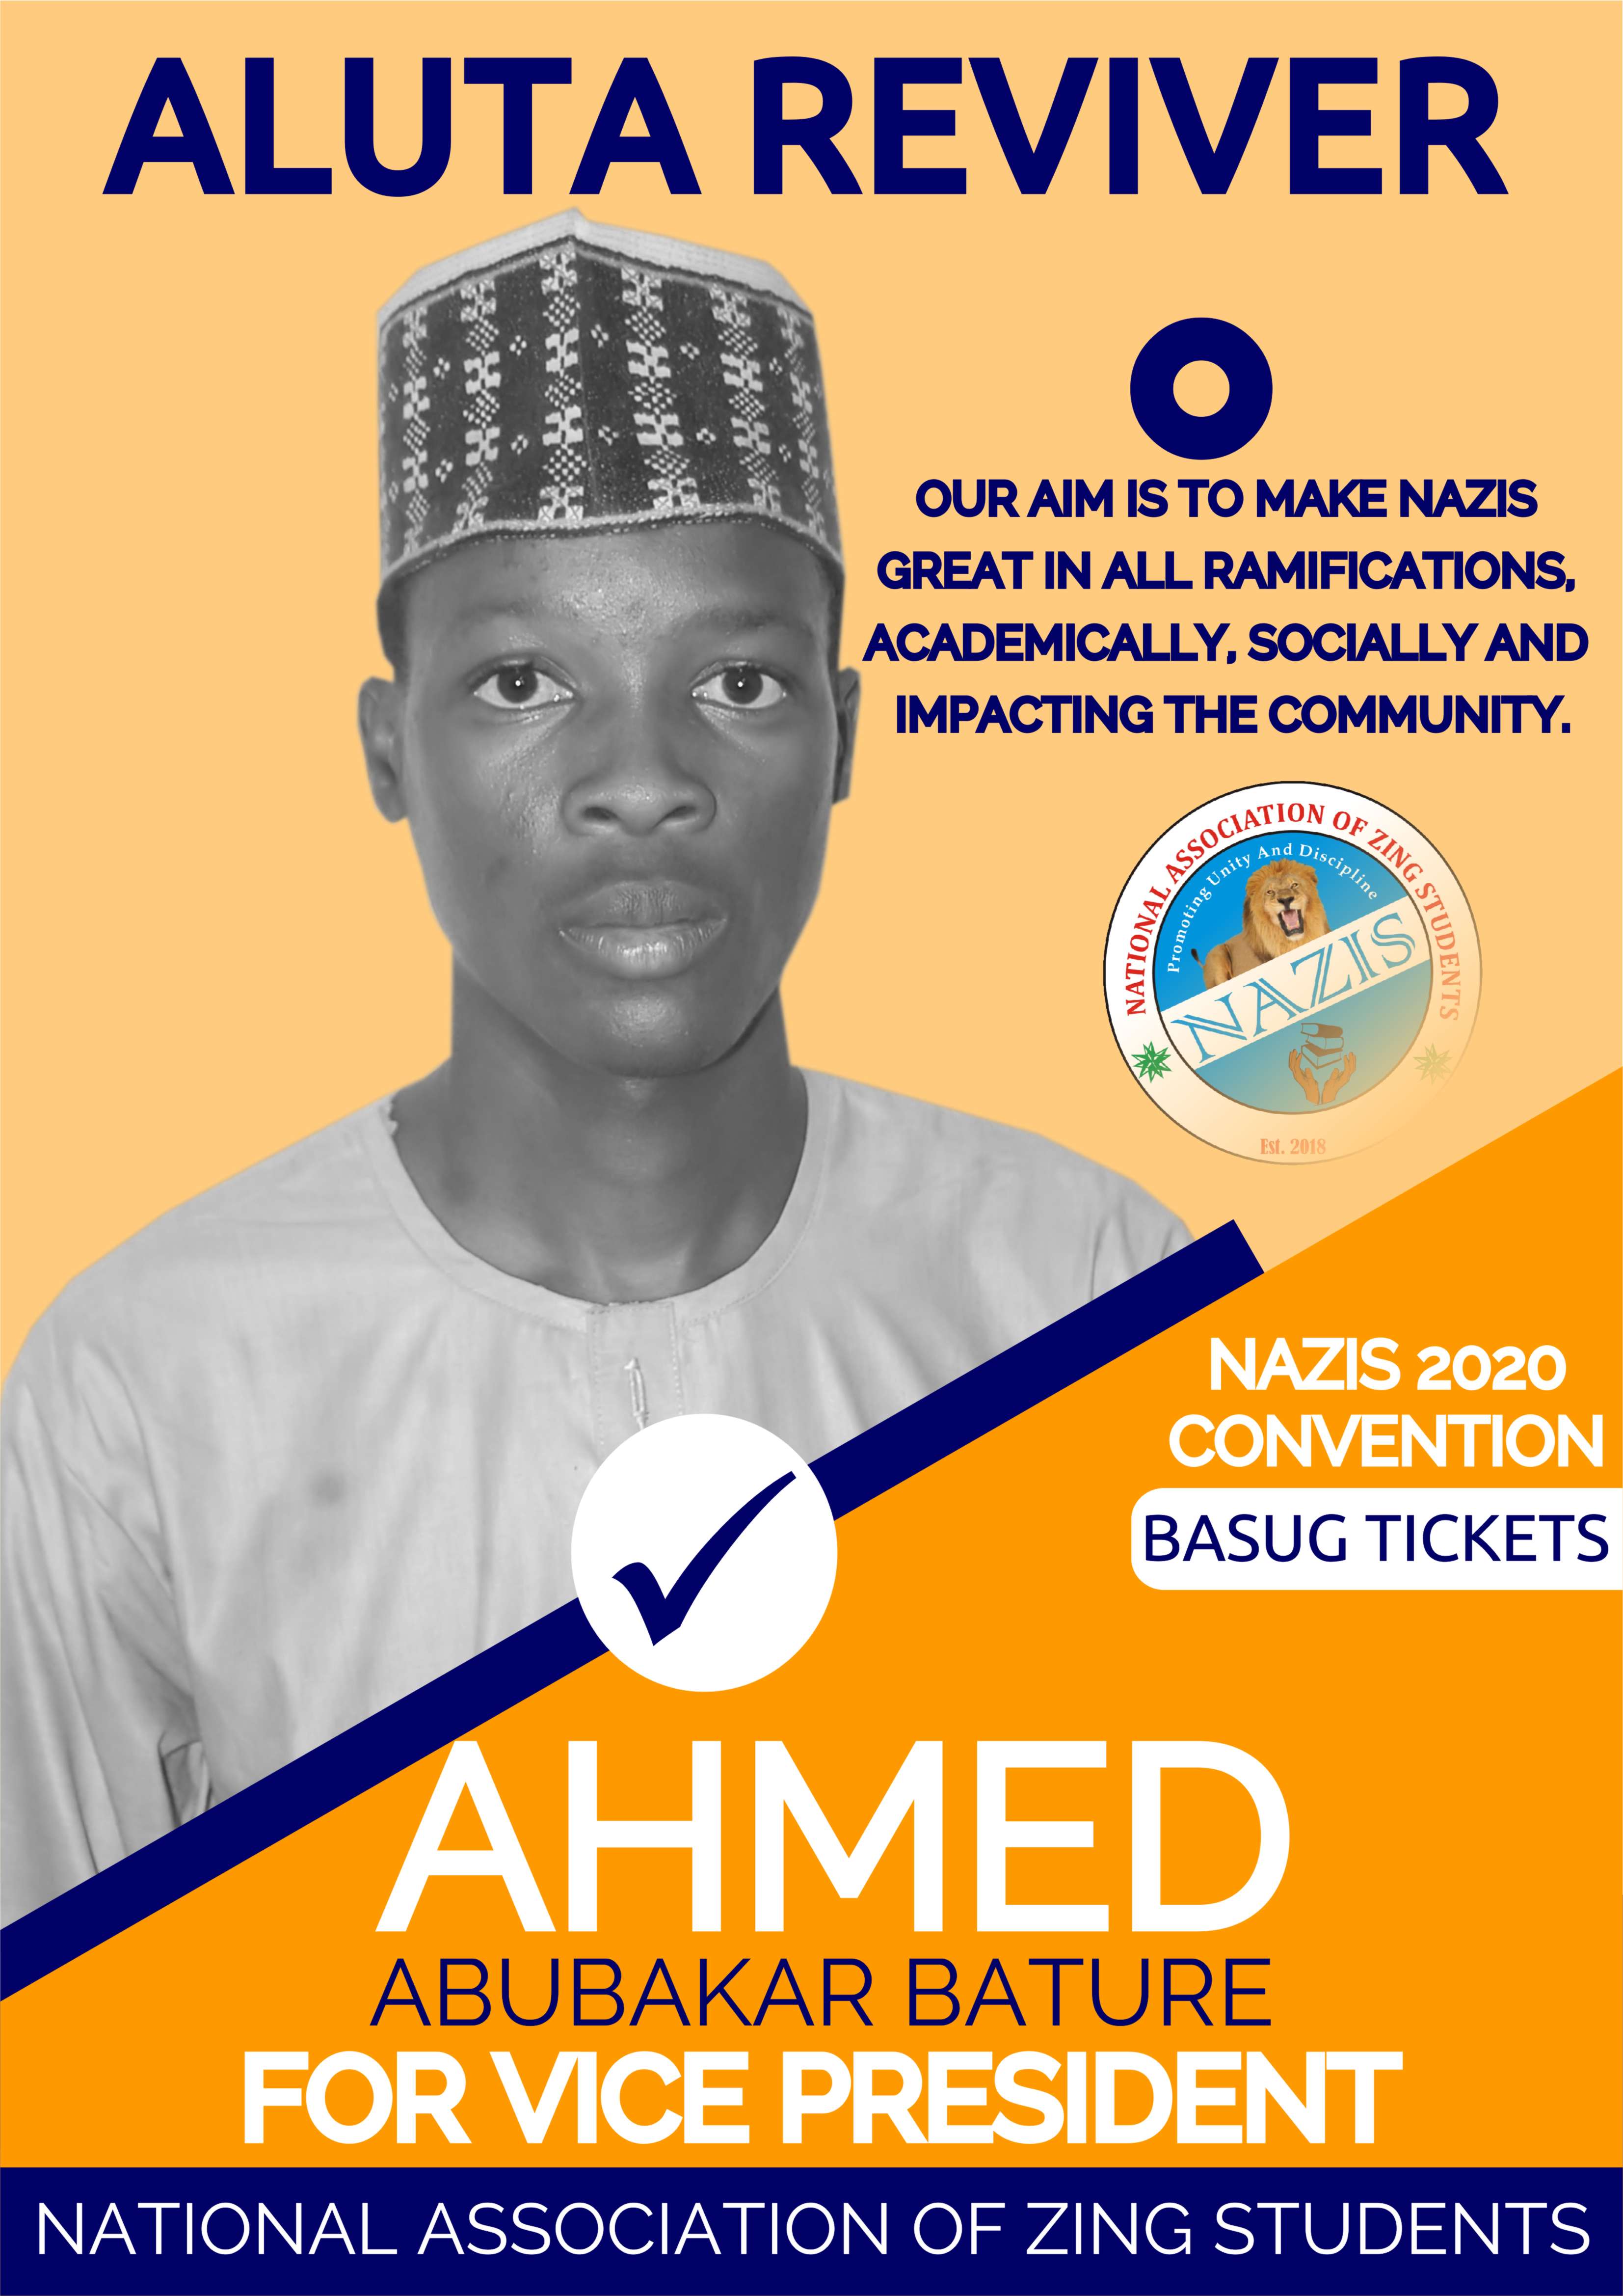 ALUTA REVIVER
OUR AIM IS TO MAKE NAZIS
GREAT IN ALL RAMIFICATIONS,
ACADEMICALLY, SOCIALLY AND
IMPACTING THE COMMUNITY.
NATIONAL ASSOCIATION OF ZING STUDENTS
Promoting Unity And Discipline
NAZIS
Est. 2018
NAZIS 2020
CONVENTION
BASUG TICKETS
AHMED
ABUBAKAR BATURE
FOR VICE PRESIDENT
NATIONAL ASSOCIATION OF ZING STUDENTS